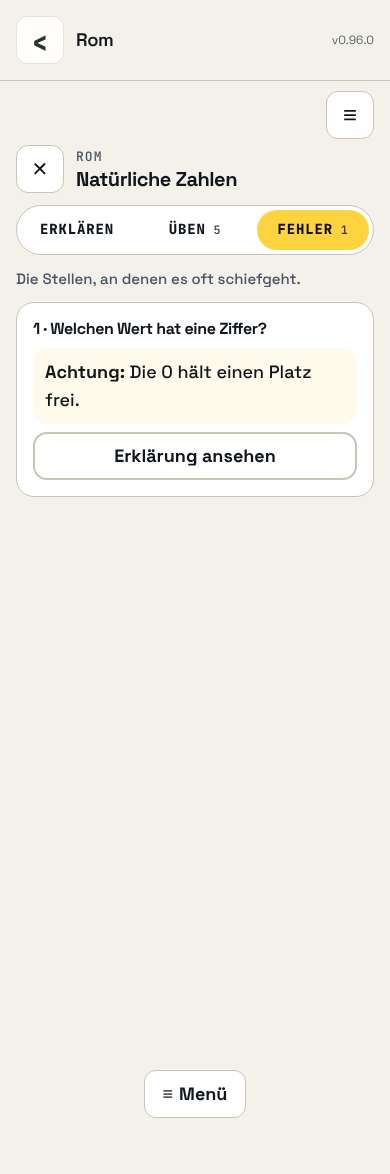 < Rom v0.96.0
≡
× ROM
Natürliche Zahlen
ERKLÄREN ÜBEN 5 FEHLER 1
Die Stellen, an denen es oft schiefgeht.
1 · Welchen Wert hat eine Ziffer?
Achtung: Die 0 hält einen Platz
frei.
Erklärung ansehen
≡ Menü